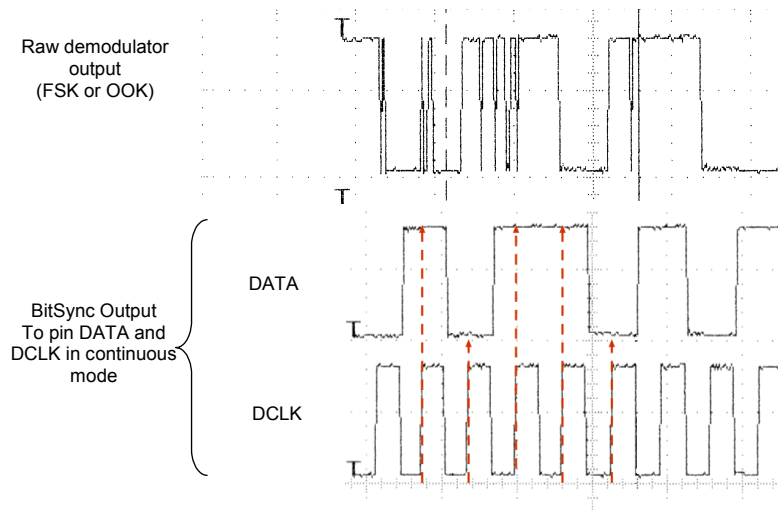 Raw demodulator
output
(FSK or OOK)
BitSync Output
To pin DATA and
DCLK in continuous
mode
DATA
DCLK